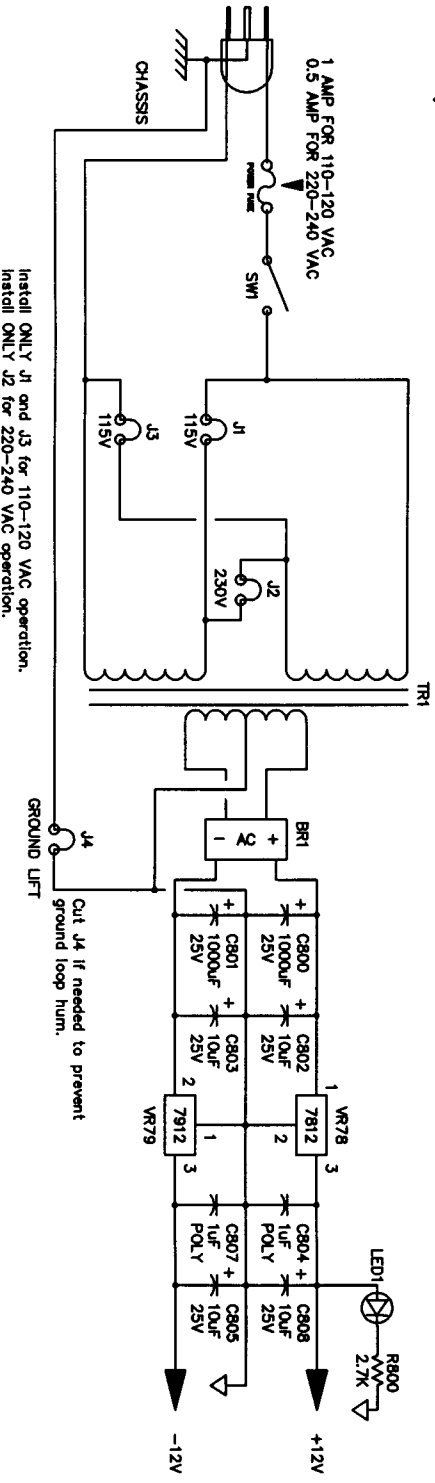 1 AMP FOR 110-120 VAC
0.5 AMP FOR 220-240 VAC
POWER FUSE
SW1
CHASSIS
J1
115V
J3
115V
J2
230V
TR1
Install ONLY J1 and J3 for 110-120 VAC operation.
Install ONLY J2 for 220-240 VAC operation.
J4
GROUND LIFT
Cut J4 if needed to prevent
ground loop hum.
BR1
- AC +
+ C800
1000uF
25V
+ C801
1000uF
25V
+ C802
10uF
25V
+ C803
10uF
25V
1
VR78
7812
2
3
2
7912
1
3
VR79
C804
1uF
POLY
C807
1uF
POLY
+ C808
10uF
25V
+ C805
10uF
25V
LED1
R800
2.7K
+12V
-12V